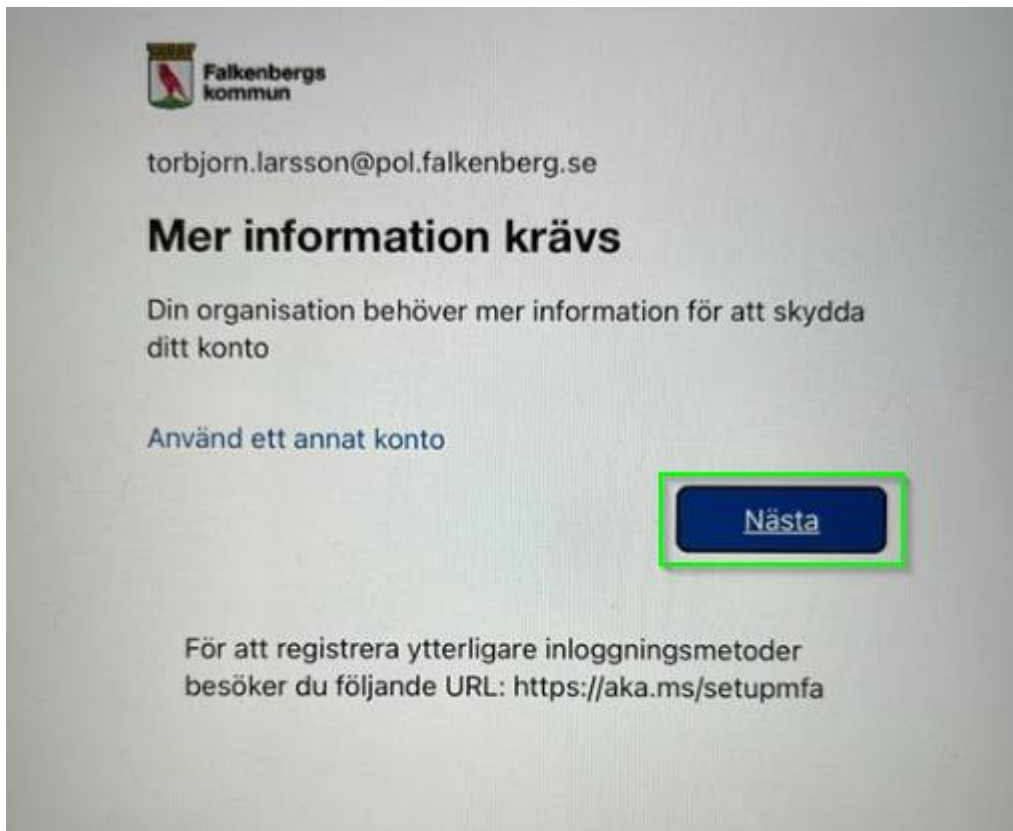 Falkenbergs
kommun
torbjorn.larsson@pol.falkenberg.se
Mer information krävs
Din organisation behöver mer information för att skydda
ditt konto
Använd ett annat konto
Nästa
För att registrera ytterligare inloggningsmetoder
besöker du följande URL: https://aka.ms/setupmfa